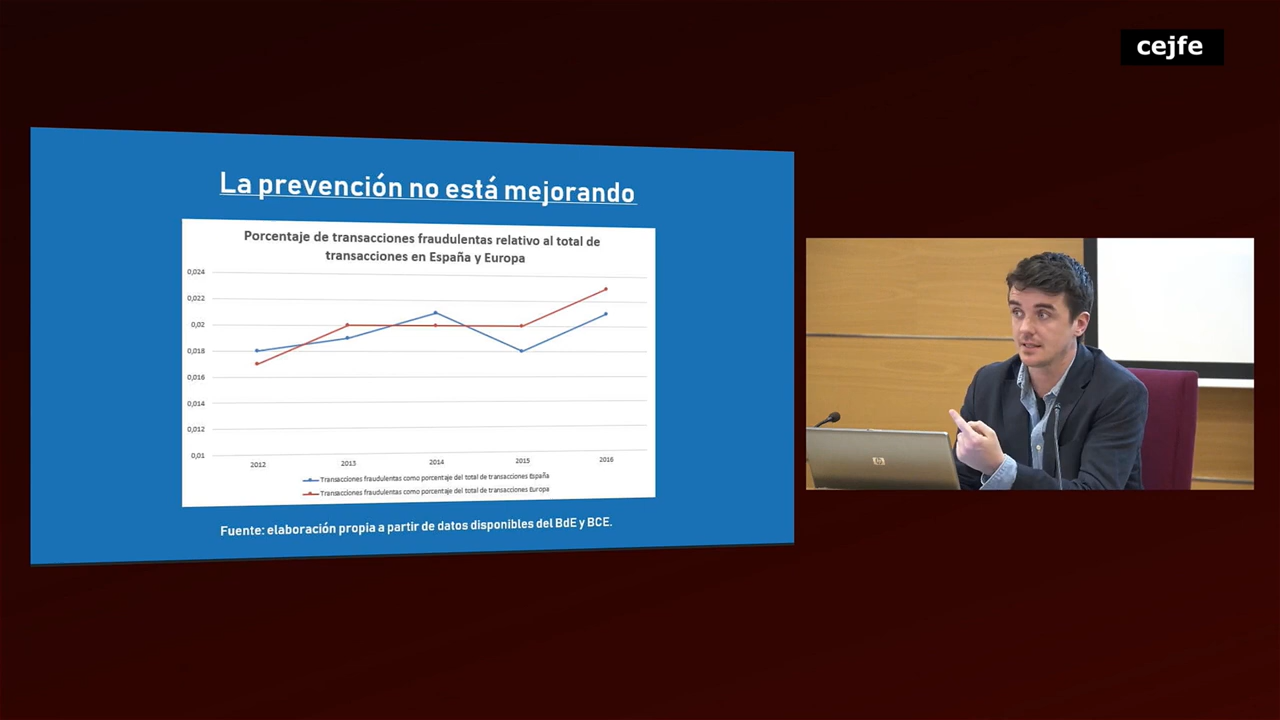 cejfe
La prevención no está mejorando
Porcentaje de transacciones fraudulentas relativo al total de
transacciones en España y Europa
0,024
0,022
0,02
0,018
0,016
0,014
0,012
0,01
2012
2013
2014
2015
2016
Transacciones fraudulentas como porcentaje del total de transacciones España
Transacciones fraudulentas como porcentaje del total de transacciones Europa
Fuente: elaboración propia a partir de datos disponibles del BdE y BCE.
hp